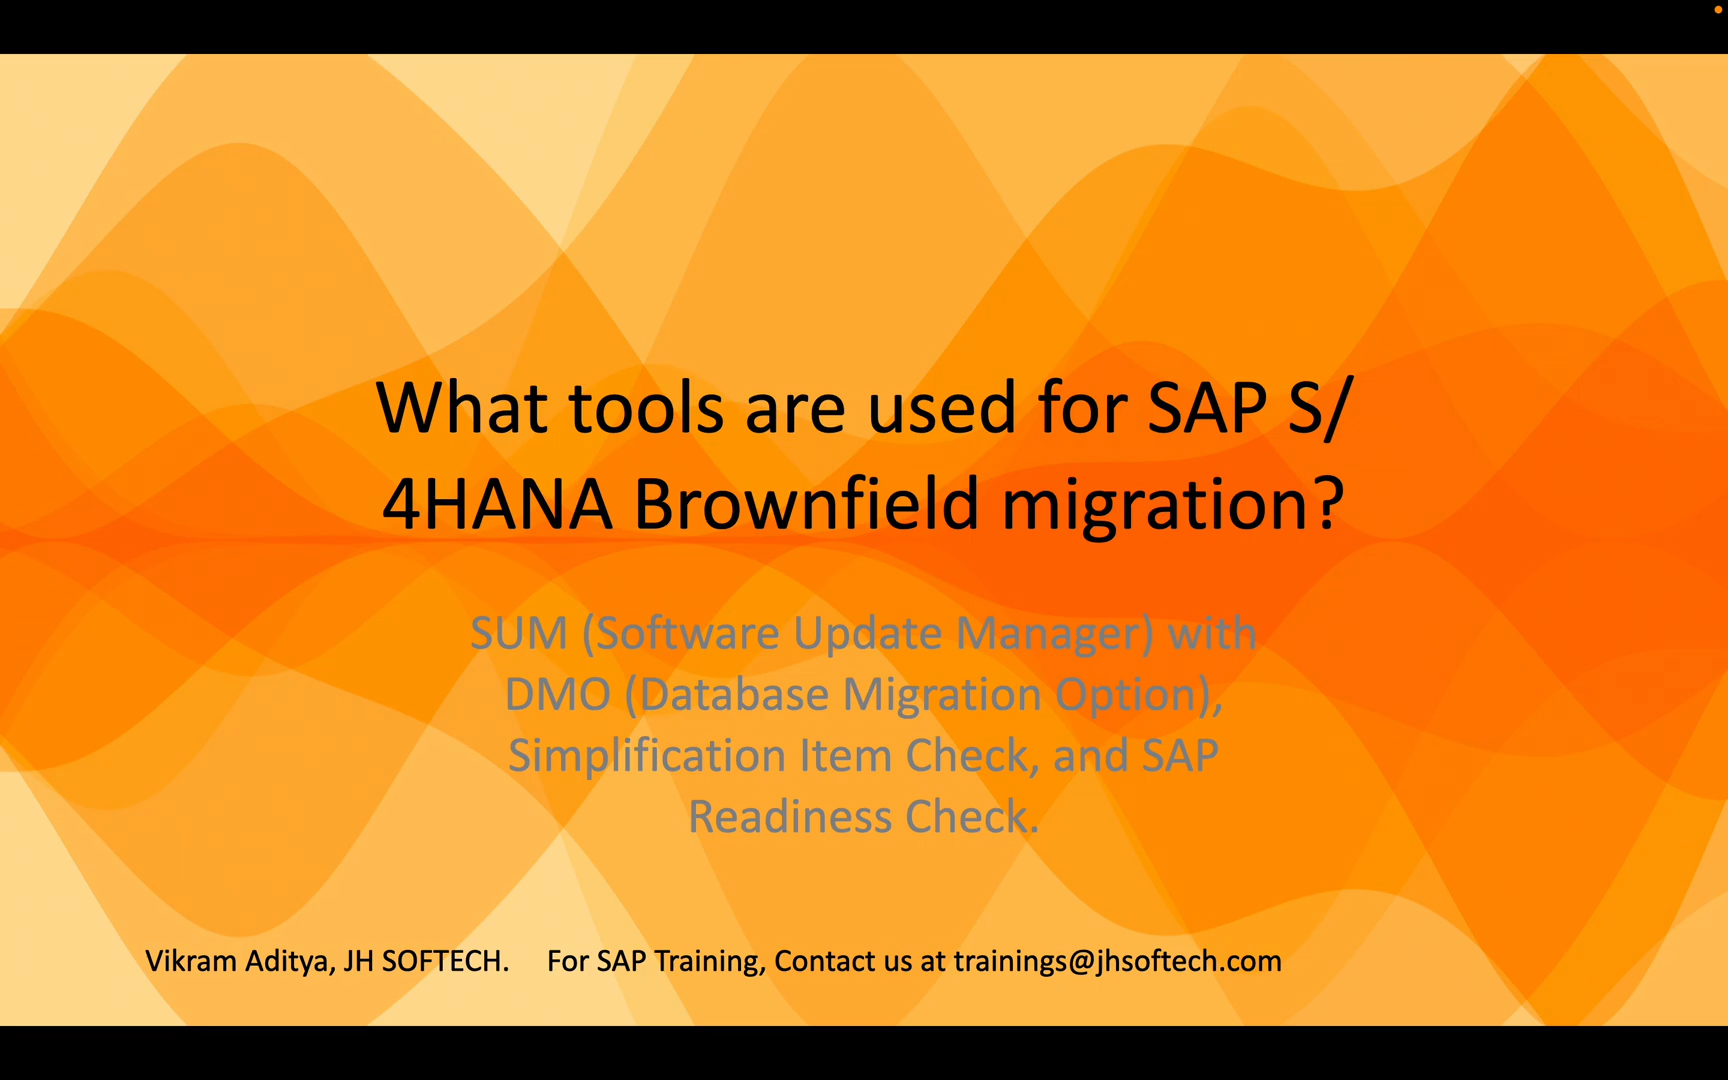 What tools are used for SAP S/
4HANA Brownfield migration?
SUM (Software Update Manager) with
DMO (Database Migration Option),
Simplification Item Check, and SAP
Readiness Check.
Vikram Aditya, JH SOFTECH. For SAP Training, Contact us at trainings@jhsoftech.com